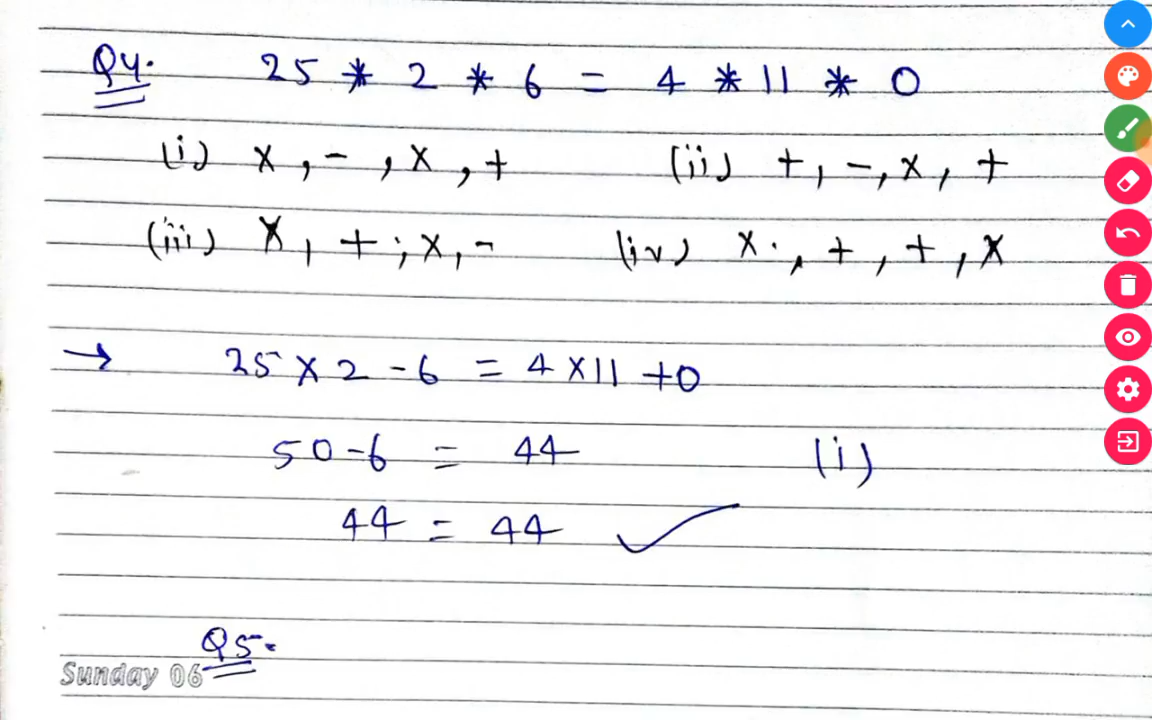 Q4. 25 * 2 * 6 = 4 * 11 * 0
(i) x , - , x , + (ii) + , - , x , +
(iii) x , + ; x , - (iv) x . , + , + , x
→ 25 x 2 - 6 = 4 x 11 + 0
50 - 6 = 44 (i)
44 = 44 ✓
Q5.
Sunday 06